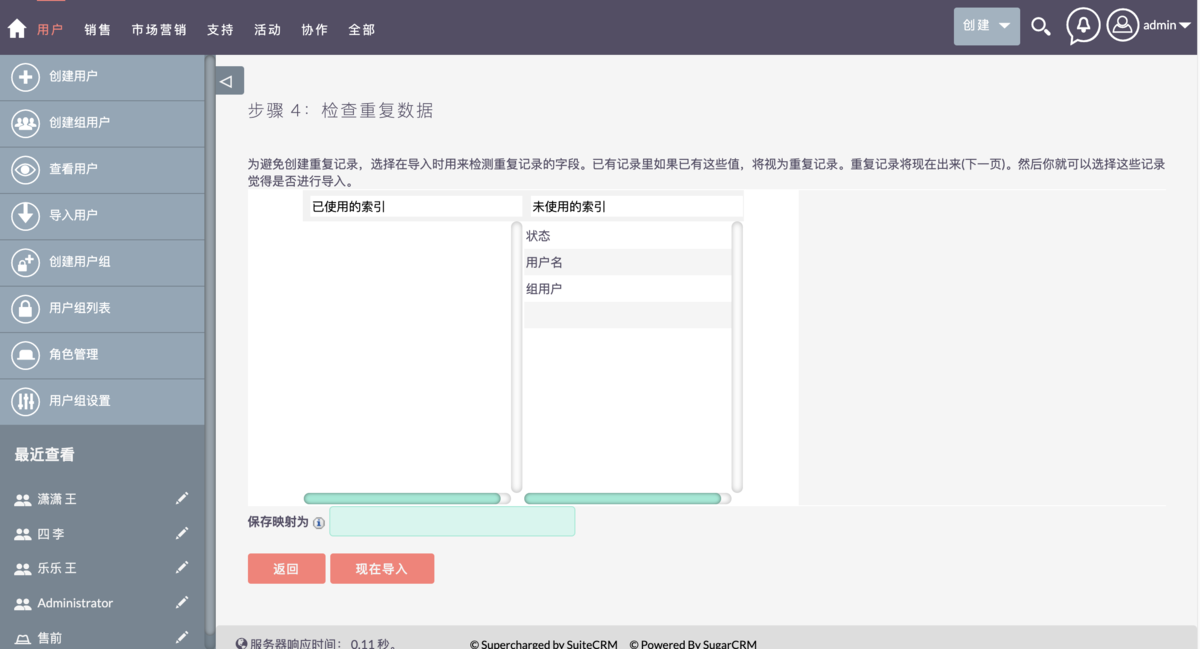 用户 销售 市场营销 支持 活动 协作 全部 创建 admin
创建用户
创建组用户
查看用户
导入用户
创建用户组
用户组列表
角色管理
用户组设置
最近查看
潇潇 王
四 李
乐乐 王
Administrator
售前
步骤 4: 检查重复数据
为避免创建重复记录，选择在导入时用来检测重复记录的字段。已有记录里如果已有这些值，将视为重复记录。重复记录将现在出来(下一页)。然后你就可以选择这些记录
觉得是否进行导入。
已使用的索引 未使用的索引
状态
用户名
组用户
保存映射为
返回 现在导入
服务器响应时间: 0.11 秒。 © Supercharged by SuiteCRM © Powered By SugarCRM